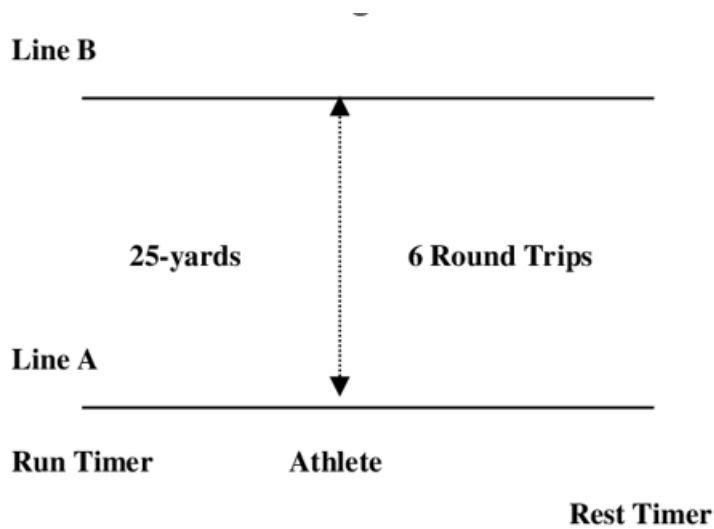 Line B
25-yards 6 Round Trips
Line A
Run Timer Athlete
Rest Timer